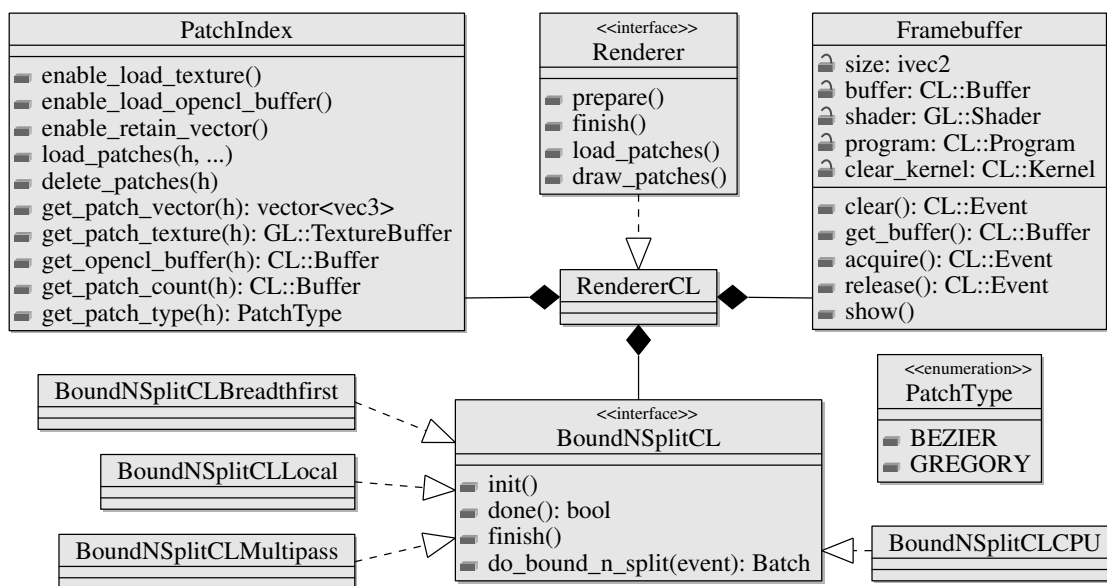 PatchIndex
enable_load_texture()
enable_load_opencl_buffer()
enable_retain_vector()
load_patches(h, ...)
delete_patches(h)
get_patch_vector(h): vector<vec3>
get_patch_texture(h): GL::TextureBuffer
get_opencl_buffer(h): CL::Buffer
get_patch_count(h): CL::Buffer
get_patch_type(h): PatchType
<<interface>>
Renderer
prepare()
finish()
load_patches()
draw_patches()
Framebuffer
size: ivec2
buffer: CL::Buffer
shader: GL::Shader
program: CL::Program
clear_kernel: CL::Kernel
clear(): CL::Event
get_buffer(): CL::Buffer
acquire(): CL::Event
release(): CL::Event
show()
RendererCL
<<enumeration>>
PatchType
BEZIER
GREGORY
BoundNSplitCLBreadthfirst
BoundNSplitCLLocal
BoundNSplitCLMultipass
<<interface>>
BoundNSplitCL
init()
done(): bool
finish()
do_bound_n_split(event): Batch
BoundNSplitCLCPU